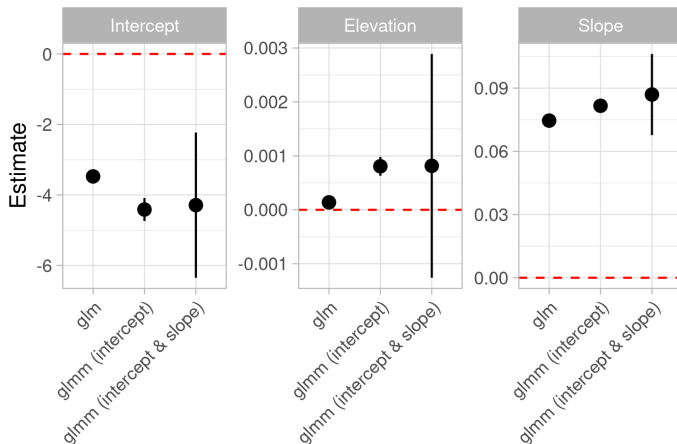 Intercept
Elevation
Slope
Estimate
0
-2
-4
-6
0.003
0.002
0.001
0.000
-0.001
0.09
0.06
0.03
0.00
glm
glmm (intercept)
glmm (intercept & slope)
glm
glmm (intercept)
glmm (intercept & slope)
glm
glmm (intercept)
glmm (intercept & slope)